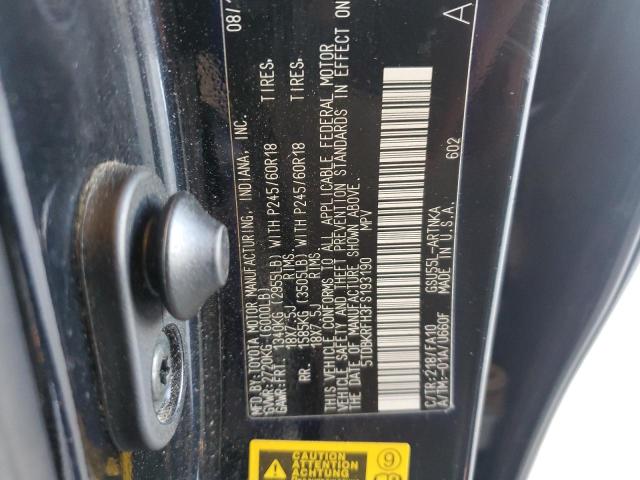 MFD. BY: TOYOTA MOTOR MANUFACTURING, INDIANA, INC. 08/
GVWR: 2720KG (6000LB)
GAWR: FRT. 1340KG (2955LB) WITH P245/60R18 TIRES,
18X7.5J RIMS,
RR. 1585KG (3505LB) WITH P245/60R18 TIRES,
18X7.5J RIMS
THIS VEHICLE CONFORMS TO ALL APPLICABLE FEDERAL MOTOR
VEHICLE SAFETY AND THEFT PREVENTION STANDARDS IN EFFECT ON
THE DATE OF MANUFACTURE SHOWN ABOVE.
5TDBKRFH3FS193190 MPV
A
602
C/TR: 218/FA10 GSU55L-ARTNKA
A/TM: -01A/U660F MADE IN U.S.A.
CAUTION
ATTENTION
ACHTUNG
9